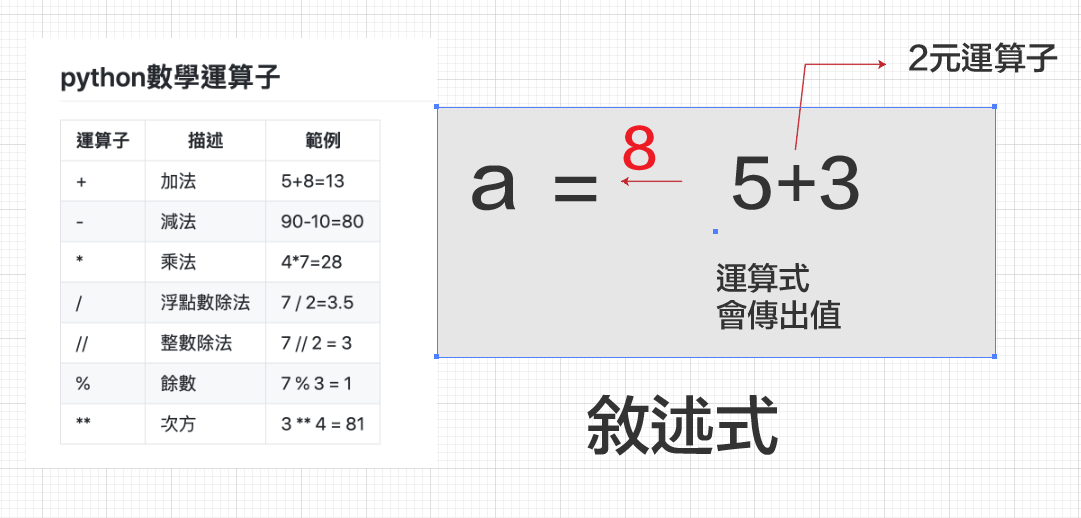 python數學運算子
運算子 描述 範例
+ 加法 5+8=13
- 減法 90-10=80
* 乘法 4*7=28
/ 浮點數除法 7 / 2=3.5
// 整數除法 7 // 2 = 3
% 餘數 7 % 3 = 1
** 次方 3 ** 4 = 81
2元運算子
8
a = 5+3
運算式
會傳出值
敘述式